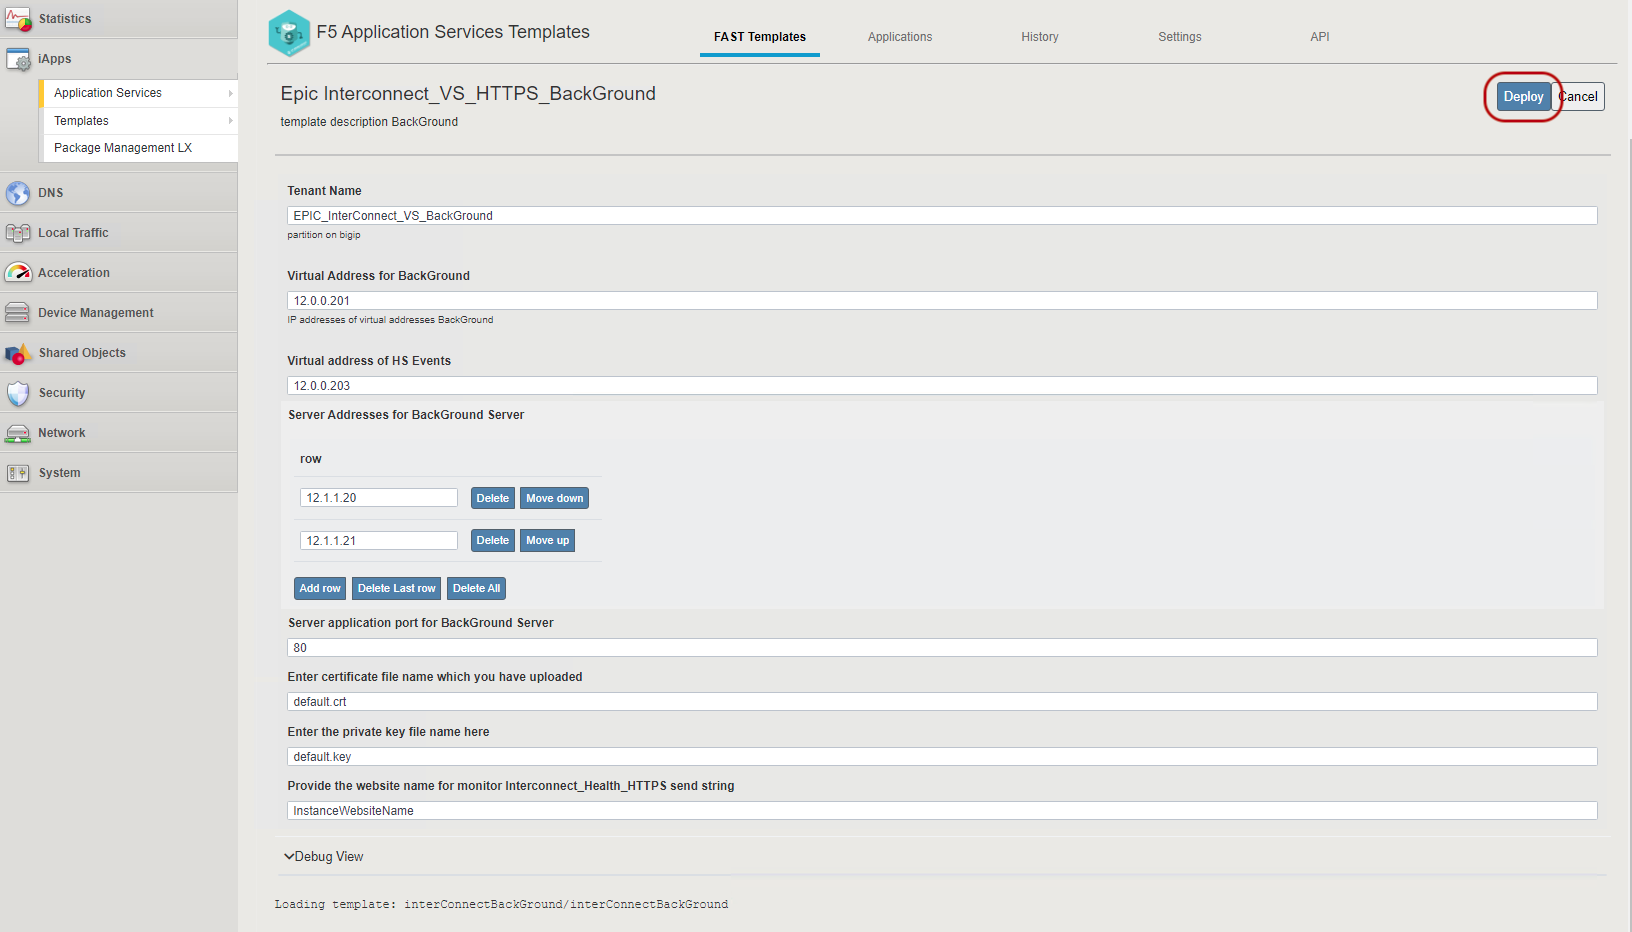 Statistics
iApps
Application Services
Templates
Package Management LX
DNS
Local Traffic
Acceleration
Device Management
Shared Objects
Security
Network
System
F5 Application Services Templates
FAST Templates
Applications
History
Settings
API
Epic Interconnect_VS_HTTPS_BackGround
Deploy
Cancel
template description BackGround
Tenant Name
EPIC_InterConnect_VS_BackGround
partition on bigip
Virtual Address for BackGround
12.0.0.201
IP addresses of virtual addresses BackGround
Virtual address of HS Events
12.0.0.203
Server Addresses for BackGround Server
row
12.1.1.20 Delete Move down
12.1.1.21 Delete Move up
Add row Delete Last row Delete All
Server application port for BackGround Server
80
Enter certificate file name which you have uploaded
default.crt
Enter the private key file name here
default.key
Provide the website name for monitor Interconnect_Health_HTTPS send string
InstanceWebsiteName
Debug View
Loading template: interConnectBackGround/interConnectBackGround